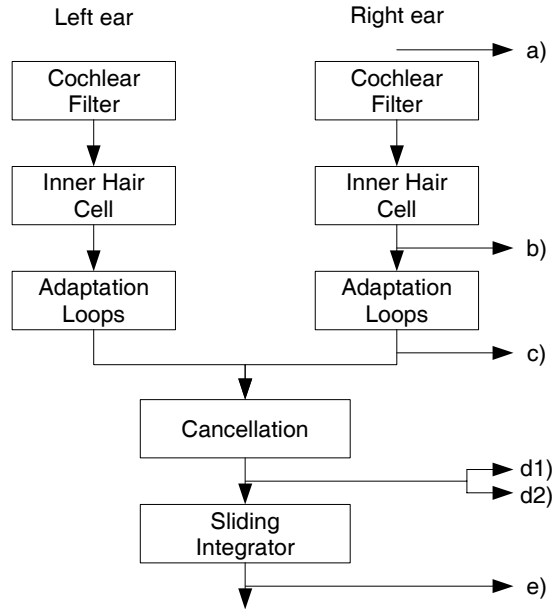 Left ear
Right ear
a)
Cochlear
Filter
Cochlear
Filter
Inner Hair
Cell
Inner Hair
Cell
b)
Adaptation
Loops
Adaptation
Loops
c)
Cancellation
d1)
d2)
Sliding
Integrator
e)